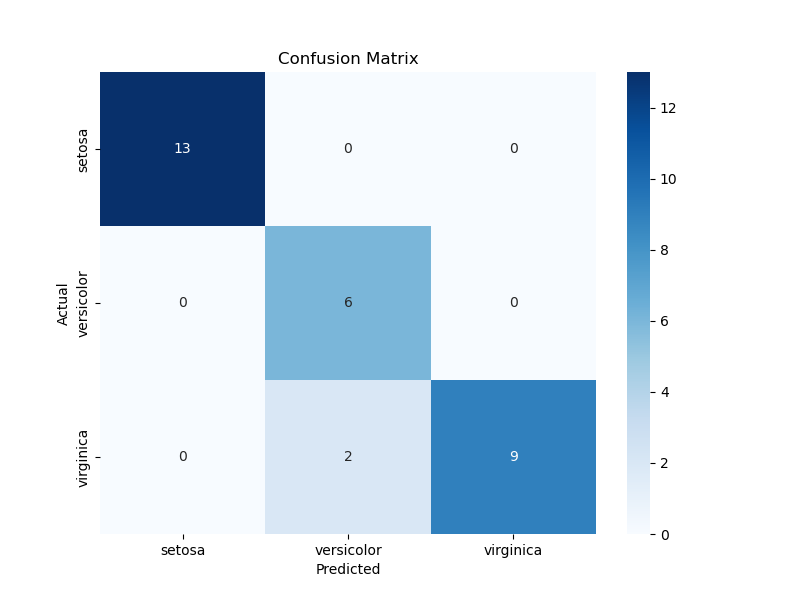 Confusion Matrix
setosa
13 0 0
12
10
8
Actual
versicolor
0 6 0
6
4
virginica
0 2 9
2
0
setosa versicolor virginica
Predicted